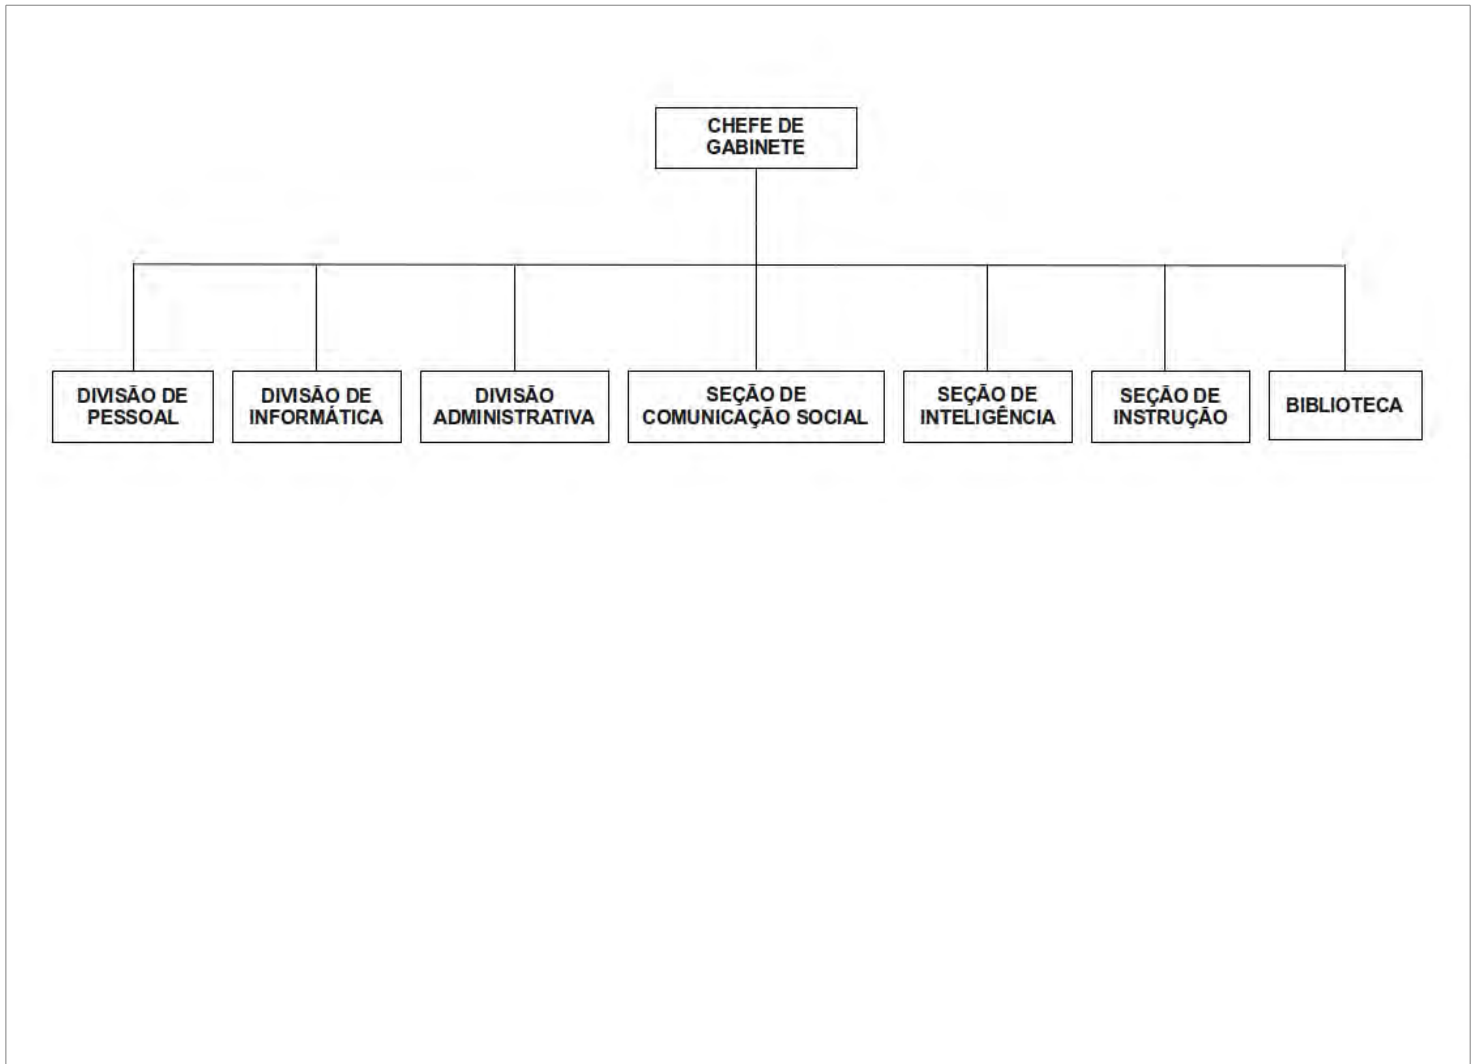 CHEFE DE
GABINETE
DIVISÃO DE
PESSOAL
DIVISÃO DE
INFORMÁTICA
DIVISÃO
ADMINISTRATIVA
SEÇÃO DE
COMUNICAÇÃO SOCIAL
SEÇÃO DE
INTELIGÊNCIA
SEÇÃO DE
INSTRUÇÃO
BIBLIOTECA